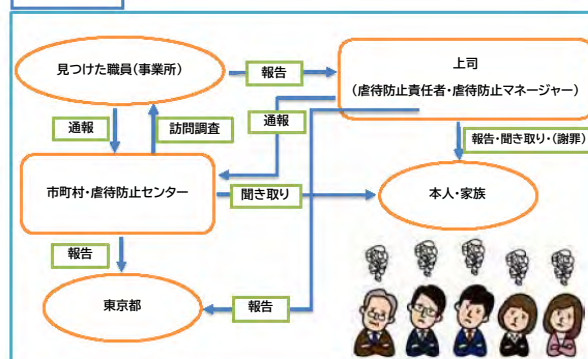 見つけた職員(事業所)
報告
上司
(虐待防止責任者・虐待防止マネージャー)
通報
訪問調査
通報
報告・聞き取り・(謝罪)
市町村・虐待防止センター
聞き取り
本人・家族
報告
東京都
報告